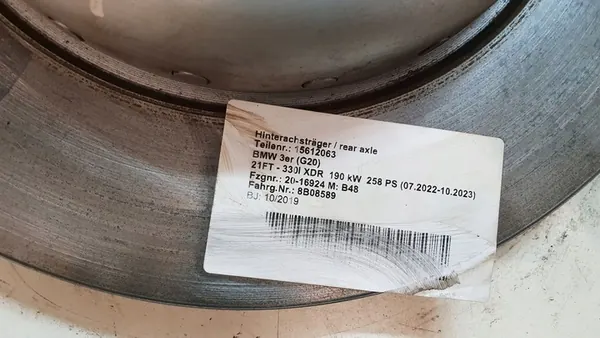 Hinterachsträger / rear axle
Teilenr.: 15612063
BMW 3er (G20)
21FT - 330I XDR 190 kW 258 PS (07.2022-10.2023)
Fzgnr.: 20-16924 M: B48
Fahrg.Nr.: 8B08589
BJ: 10/2019